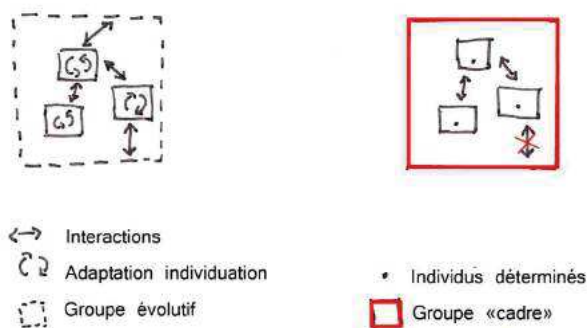 Interactions
Adaptation individuation
Groupe évolutif
Individus déterminés
Groupe «cadre»